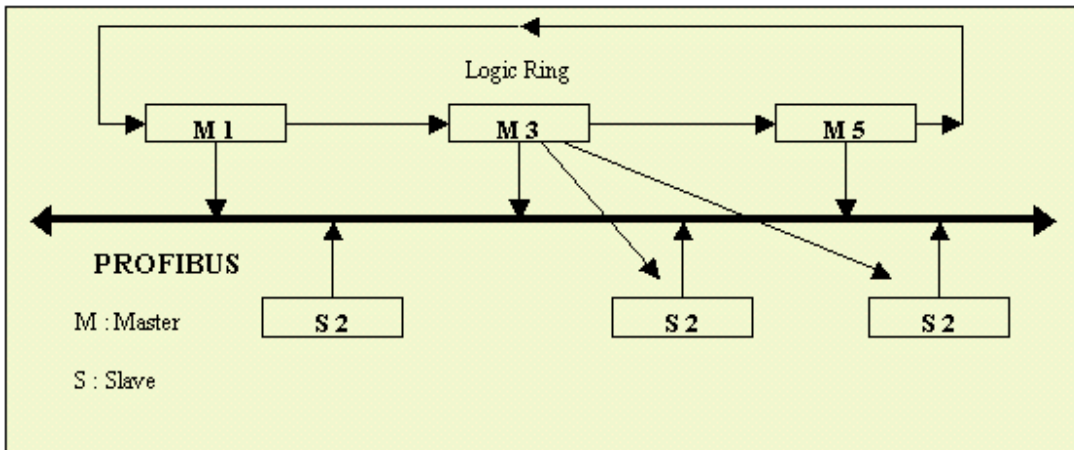 Logic Ring
M 1 M 3 M 5
PROFIBUS
M : Master
S 2 S 2 S 2
S : Slave